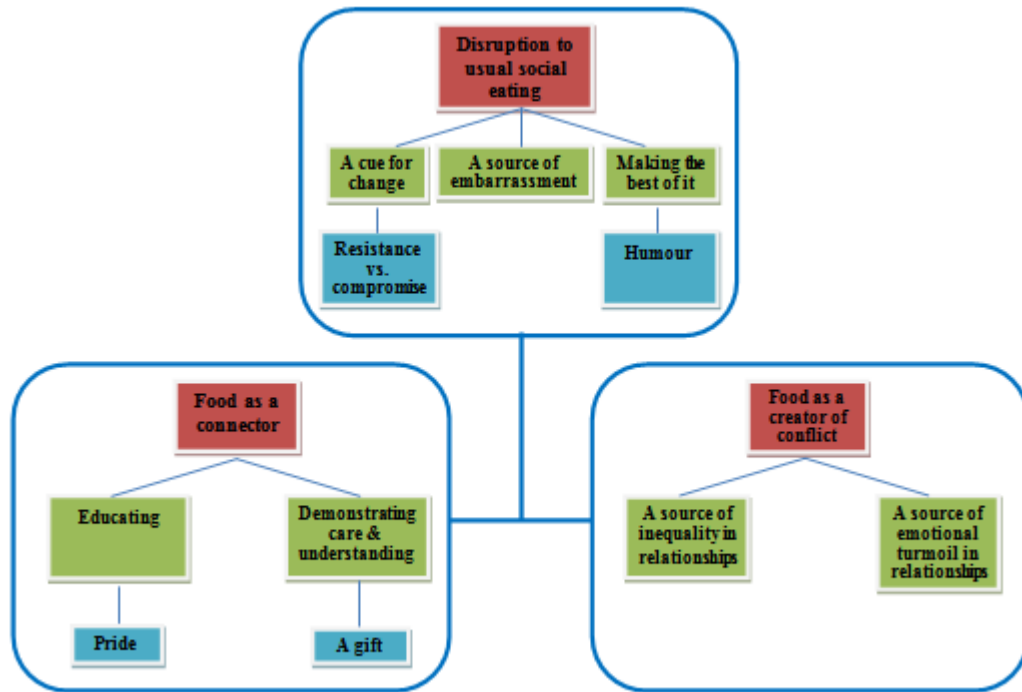 Disruption to
usual social
eating
A cue for
change
A source of
embarrassment
Making the
best of it
Resistance
vs.
compromise
Humour
Food as a
connector
Educating
Demonstrating
care &
understanding
Pride
A gift
Food as a
creator of
conflict
A source of
inequality in
relationships
A source of
emotional
turmoil in
relationships